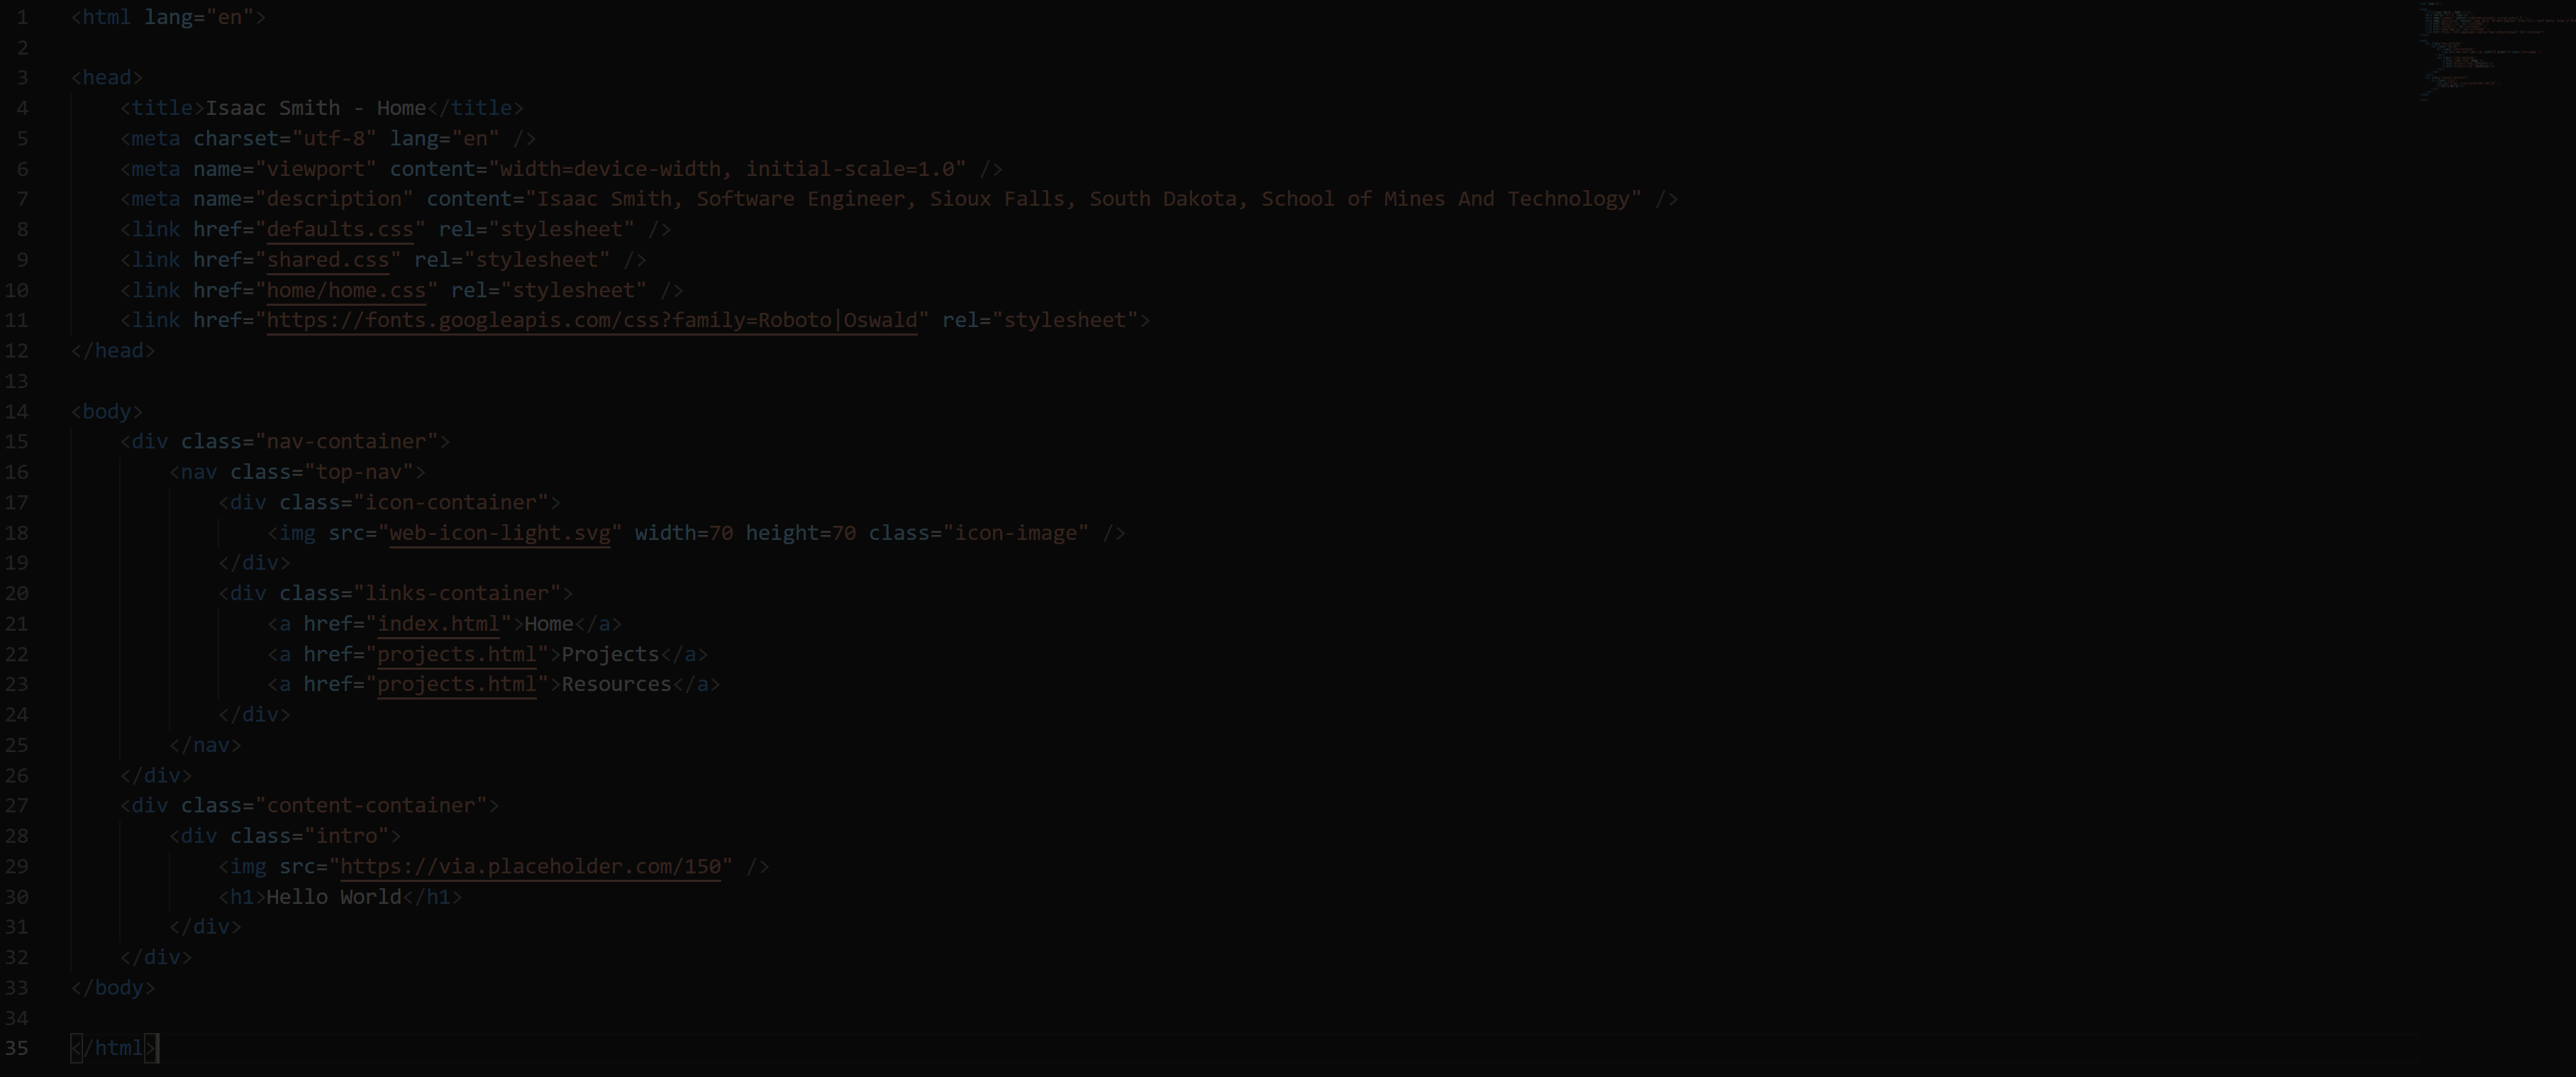 1 <html lang="en">
2
3 <head>
4     <title>Isaac Smith - Home</title>
5     <meta charset="utf-8" lang="en" />
6     <meta name="viewport" content="width=device-width, initial-scale=1.0" />
7     <meta name="description" content="Isaac Smith, Software Engineer, Sioux Falls, South Dakota, School of Mines And Technology" />
8     <link href="defaults.css" rel="stylesheet" />
9     <link href="shared.css" rel="stylesheet" />
10     <link href="home/home.css" rel="stylesheet" />
11     <link href="https://fonts.googleapis.com/css?family=Roboto|Oswald" rel="stylesheet">
12 </head>
13
14 <body>
15     <div class="nav-container">
16         <nav class="top-nav">
17             <div class="icon-container">
18                 <img src="web-icon-light.svg" width=70 height=70 class="icon-image" />
19             </div>
20             <div class="links-container">
21                 <a href="index.html">Home</a>
22                 <a href="projects.html">Projects</a>
23                 <a href="projects.html">Resources</a>
24             </div>
25         </nav>
26     </div>
27     <div class="content-container">
28         <div class="intro">
29             <img src="https://via.placeholder.com/150" />
30             <h1>Hello World</h1>
31         </div>
32     </div>
33 </body>
34
35 </html>